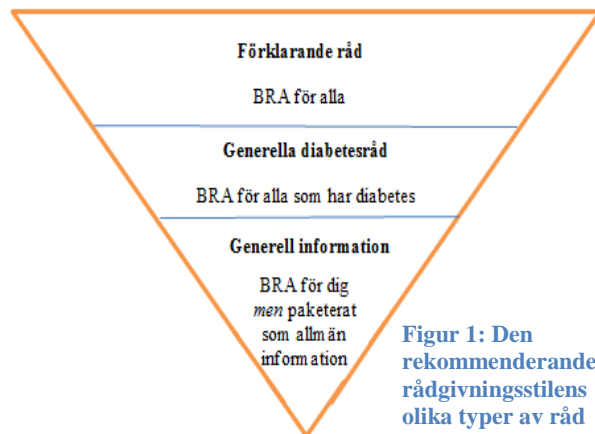 Förklarande råd
BRA för alla
Generella diabetesråd
BRA för alla som har diabetes
Generell information
BRA för dig
men paketerat
som allmän
information
Figur 1: Den
rekommenderande
rådgivningsstilens
olika typer av råd